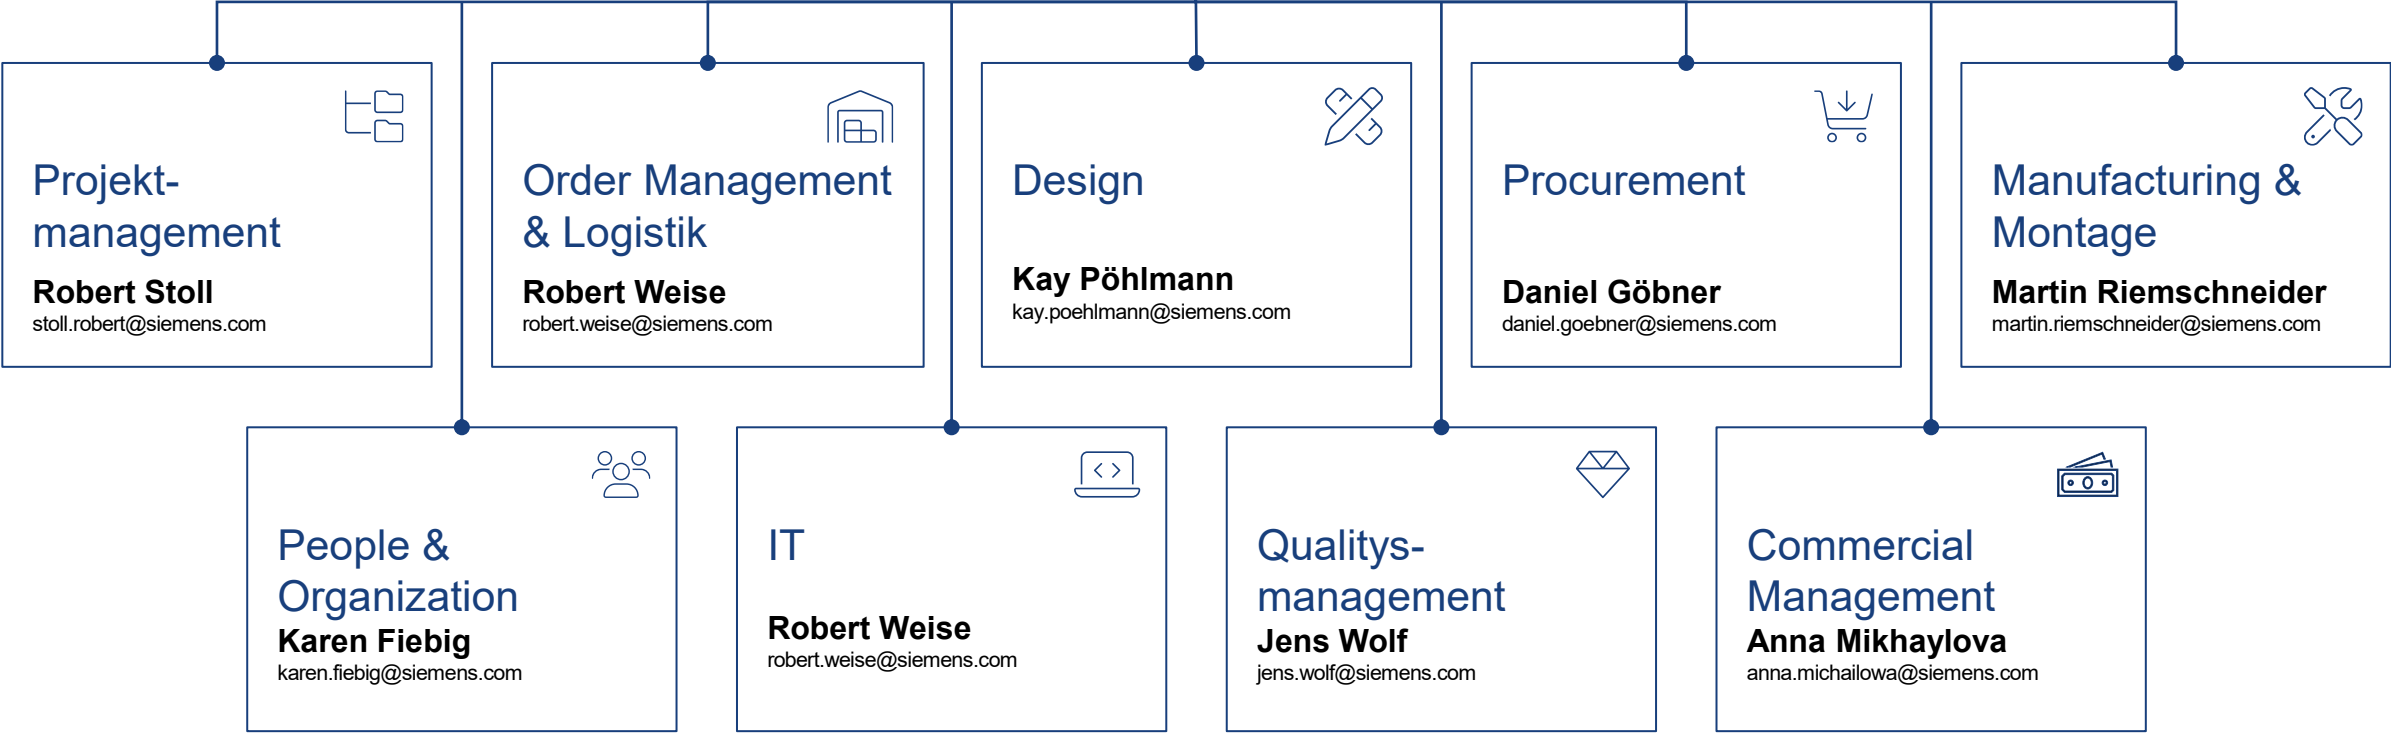 Projekt-
management
Robert Stoll
stoll.robert@siemens.com
Order Management
& Logistik
Robert Weise
robert.weise@siemens.com
Design
Kay Pöhlmann
kay.poehlmann@siemens.com
Procurement
Daniel Göbner
daniel.goebner@siemens.com
Manufacturing &
Montage
Martin Riemschneider
martin.riemschneider@siemens.com
People &
Organization
Karen Fiebig
karen.fiebig@siemens.com
IT
Robert Weise
robert.weise@siemens.com
Qualitys-
management
Jens Wolf
jens.wolf@siemens.com
Commercial
Management
Anna Mikhaylova
anna.michailowa@siemens.com